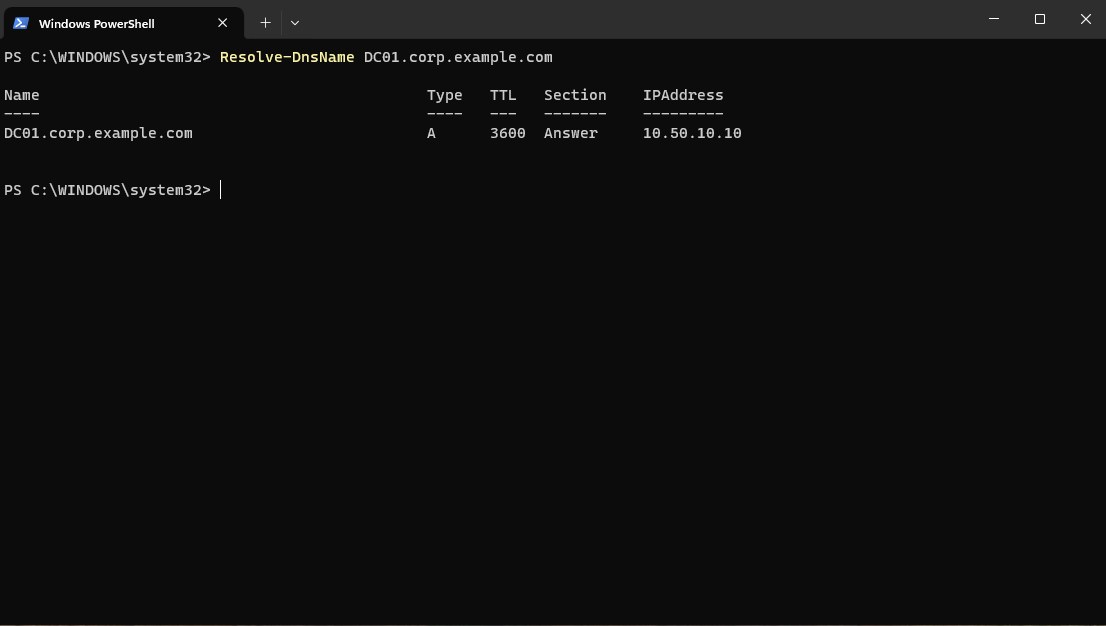 Windows PowerShell
PS C:\WINDOWS\system32> Resolve-DnsName DC01.corp.example.com
Name                                           Type   TTL   Section    IPAddress
----                                           ----   ---   -------    ---------
DC01.corp.example.com                          A      3600  Answer     10.50.10.10
PS C:\WINDOWS\system32>